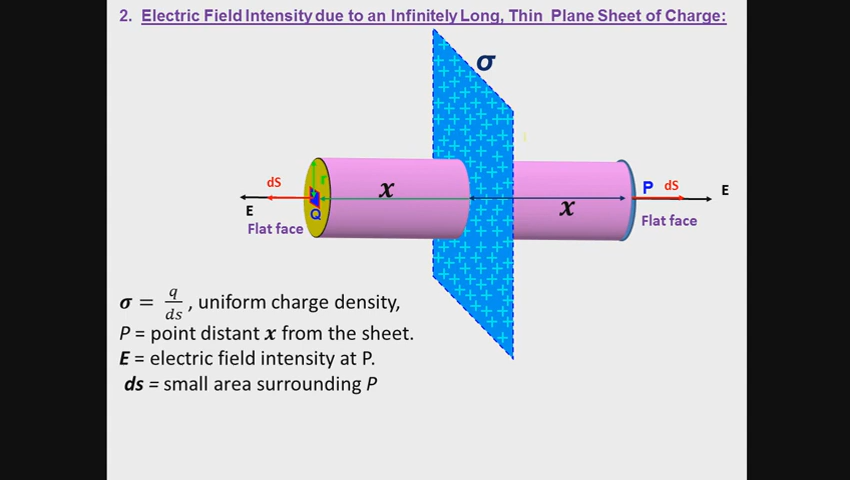 2. Electric Field Intensity due to an Infinitely Long, Thin Plane Sheet of Charge:
σ
dS
r
x
P dS
E
E
Q
x
Flat face
Flat face
σ = q/ds , uniform charge density,
P = point distant x from the sheet.
E = electric field intensity at P.
ds = small area surrounding P